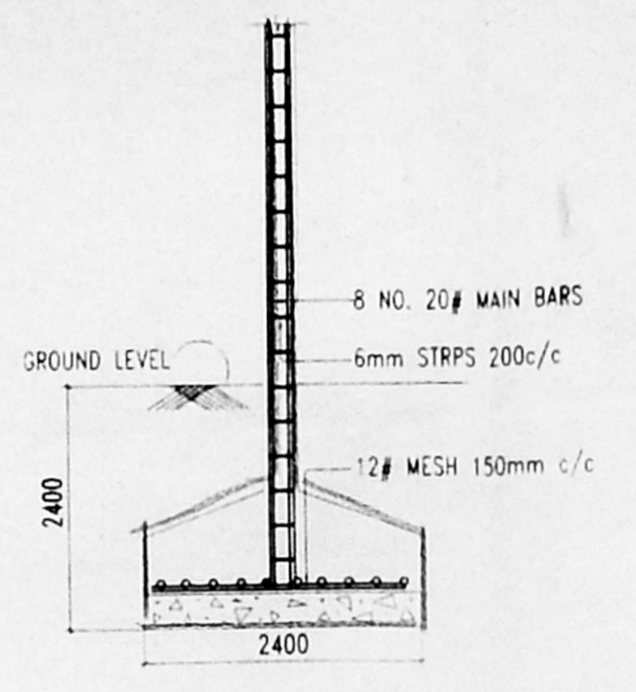 8 NO. 20# MAIN BARS
GROUND LEVEL
6mm STRPS 200c/c
12# MESH 150mm c/c
2400
2400